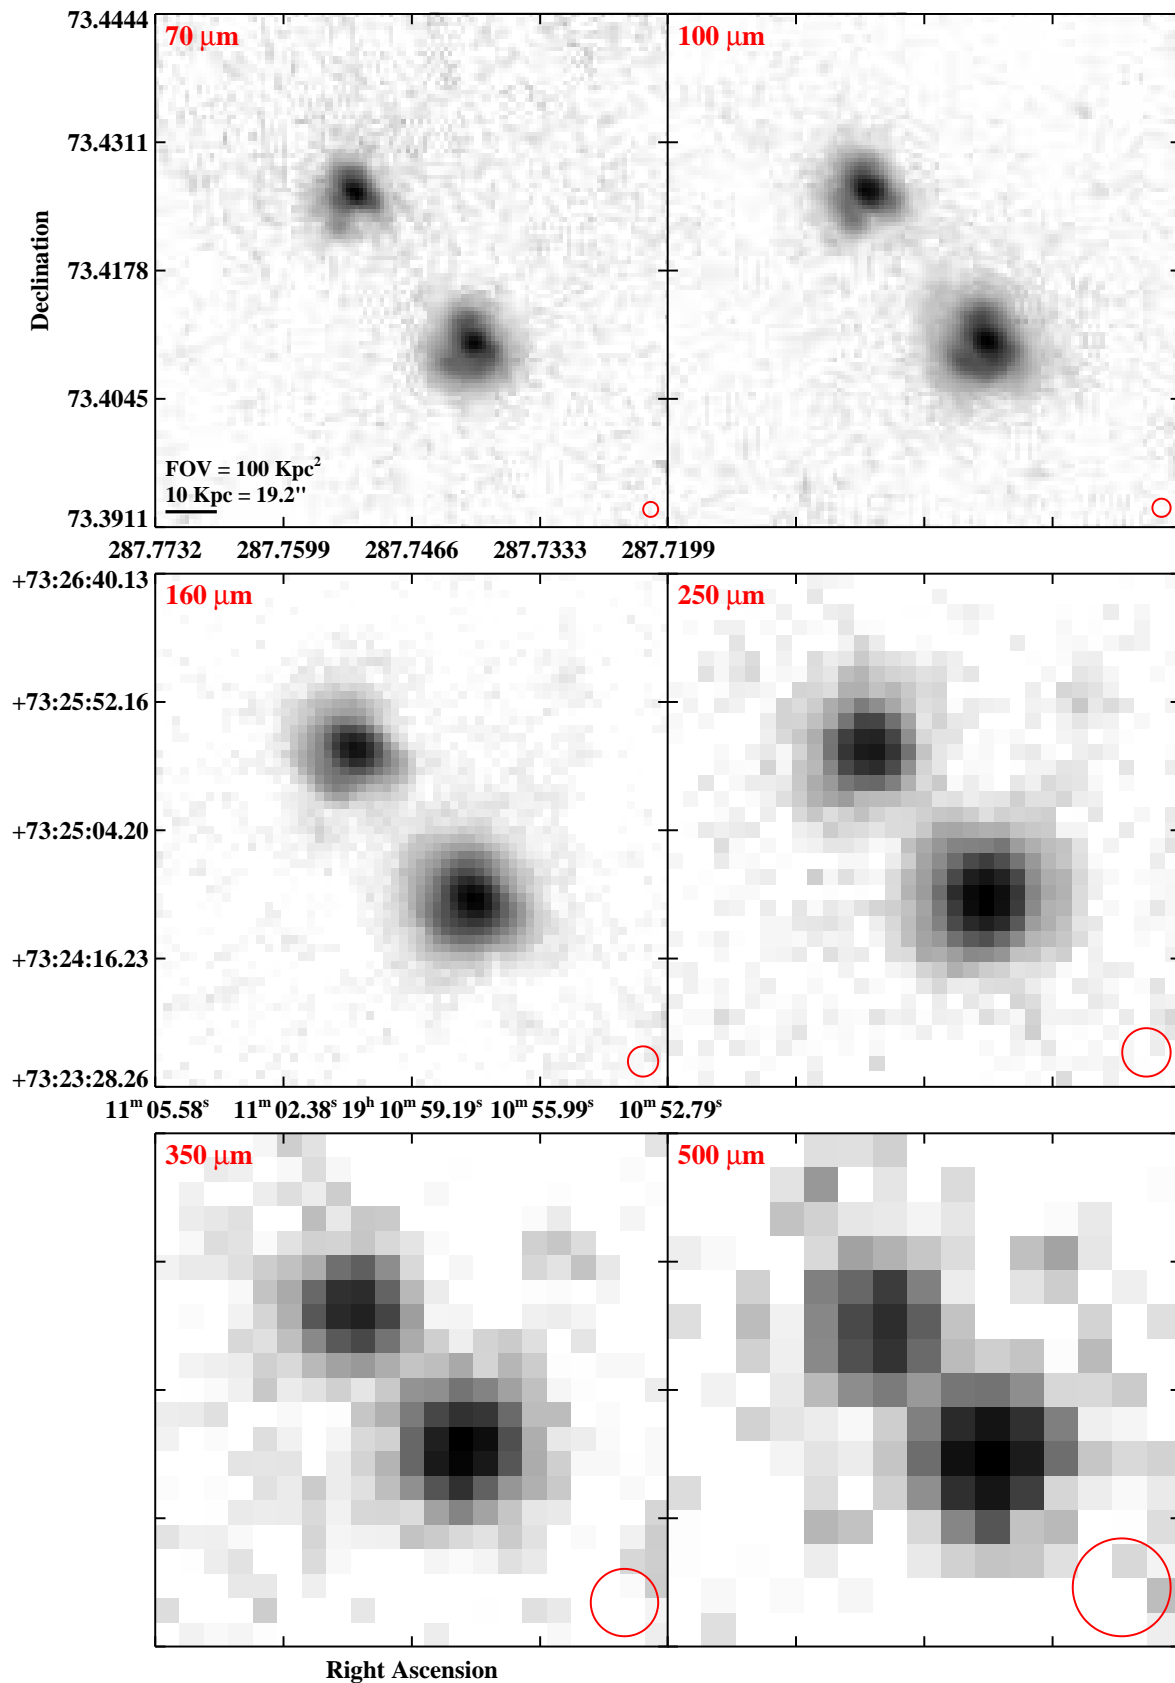 73.4444
70 μm
100 μm
73.4311
Declination
73.4178
73.4045
FOV = 100 Kpc²
10 Kpc = 19.2"
73.3911
287.7732 287.7599 287.7466 287.7333 287.7199
+73:26:40.13
160 μm
250 μm
+73:25:52.16
+73:25:04.20
+73:24:16.23
+73:23:28.26
11ᵐ 05.58ˢ 11ᵐ 02.38ˢ 19ʰ 10ᵐ 59.19ˢ 10ᵐ 55.99ˢ 10ᵐ 52.79ˢ
350 μm
500 μm
Right Ascension